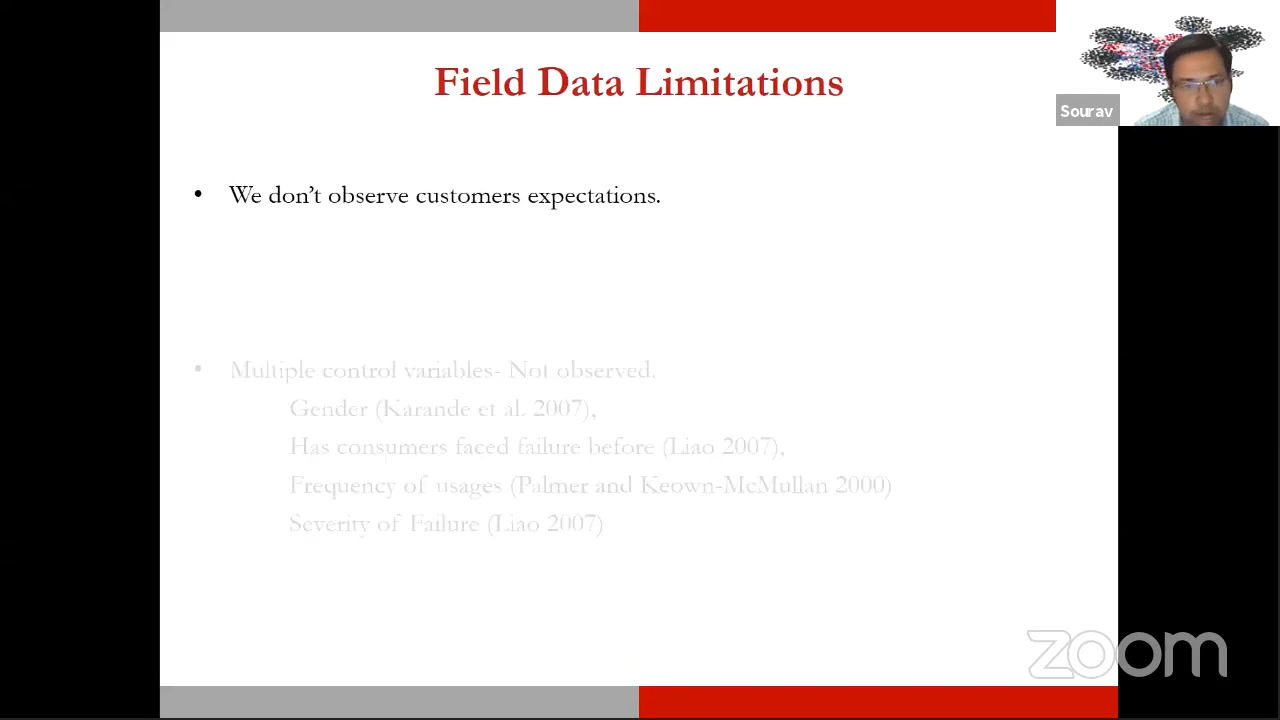 Field Data Limitations
Sourav
• We don't observe customers expectations.
• Multiple control variables- Not observed.
Gender (Karande et al. 2007),
Has consumers faced failure before (Liao 2007),
Frequency of usages (Palmer and Keown-McMullan 2000)
Severity of Failure (Liao 2007)
zoom